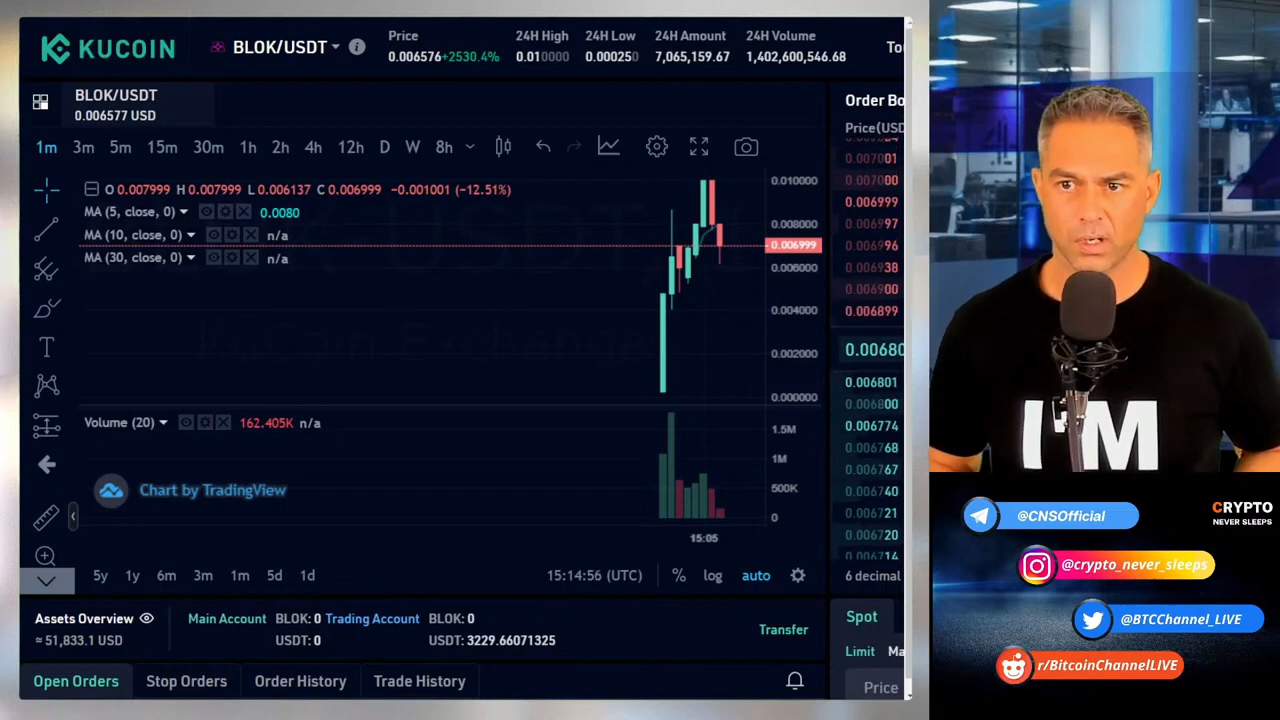 KUCOIN
BLOK/USDT
Price
0.006576+2530.4%
24H High
0.010000
24H Low
0.000250
24H Amount
7,065,159.67
24H Volume
1,402,600,546.68
BLOK/USDT
0.006577 USD
1m 3m 5m 15m 30m 1h 2h 4h 12h D W 8h
O 0.007999 H 0.007999 L 0.006137 C 0.006999 −0.001001 (−12.51%)
MA (5, close, 0) 0.0080
MA (10, close, 0) n/a
MA (30, close, 0) n/a
0.010000
0.008000
0.006999
0.006000
0.004000
0.002000
0.000000
Volume (20) 162.405K n/a
1.5M
1M
500K
0
Chart by TradingView
15:05
5y 1y 6m 3m 1m 5d 1d
15:14:56 (UTC) % log auto
Assets Overview
≈ 51,833.1 USD
Main Account BLOK: 0
USDT: 0
Trading Account BLOK: 0
USDT: 3229.66071325
Transfer
Open Orders Stop Orders Order History Trade History
Order Bo
Price(USD
0.007001
0.007000
0.006999
0.006997
0.006996
0.006938
0.006900
0.006899
0.00680
0.006801
0.006800
0.006774
0.006768
0.006767
0.006740
0.006721
0.006720
0.006714
6 decimal
Spot
Limit Ma
Price
I'M
@CNSOfficial
CRYPTO
NEVER SLEEPS
@crypto_never_sleeps
@BTCChannel_LIVE
r/BitcoinChannelLIVE